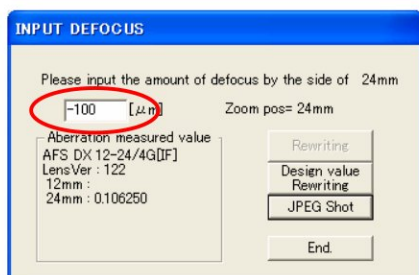 INPUT DEFOCUS
Please input the amount of defocus by the side of 24mm
-100 [μm] Zoom pos= 24mm
Aberration measured value
AFS DX 12-24/4G[IF]
LensVer : 122
12mm :
24mm : 0.106250
Rewriting
Design value
Rewriting
JPEG Shot
End.